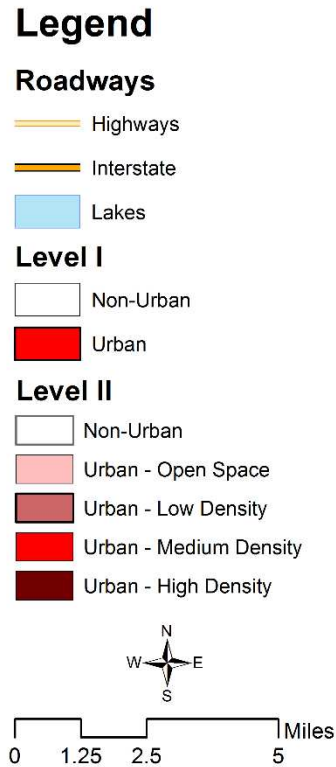 Legend
Roadways
Highways
Interstate
Lakes
Level I
Non-Urban
Urban
Level II
Non-Urban
Urban - Open Space
Urban - Low Density
Urban - Medium Density
Urban - High Density
N
W E
S
Miles
0 1.25 2.5 5